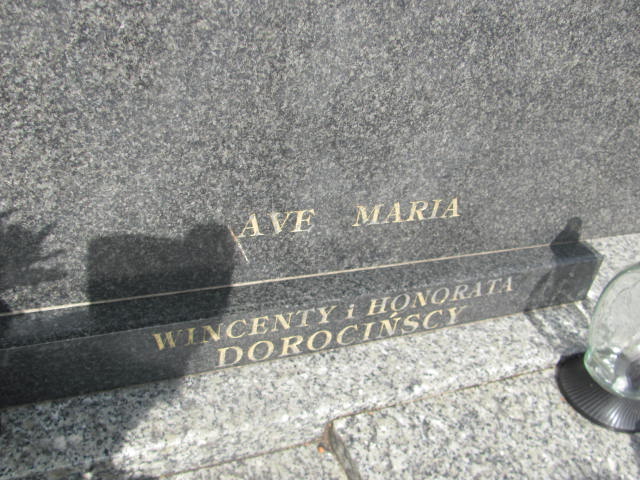 AVE MARIA
WINCENTY i HONORATA
DOROCIŃSCY